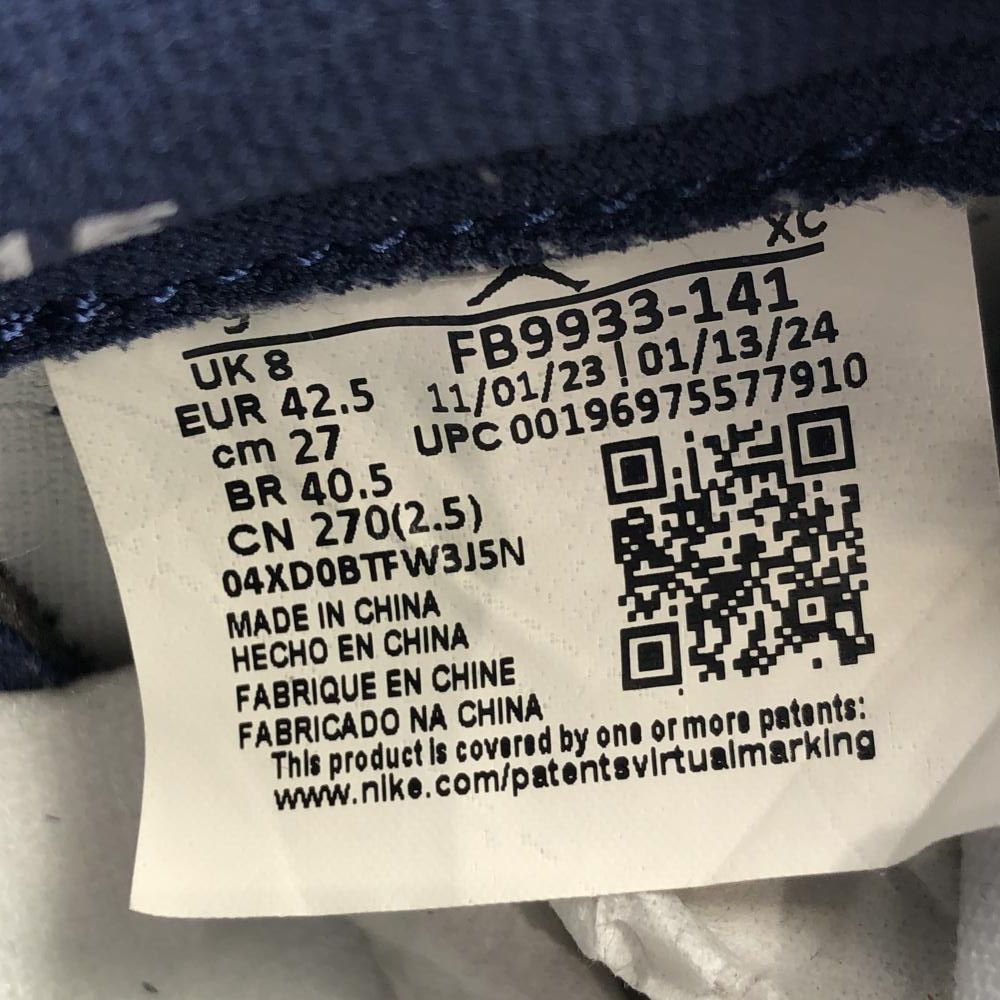 XC
UK 8
EUR 42.5
cm 27
BR 40.5
CN 270(2.5)
04XD0BTFW3J5N
FB9933-141
11/01/23 | 01/13/24
UPC 00196975577910
MADE IN CHINA
HECHO EN CHINA
FABRIQUE EN CHINE
FABRICADO NA CHINA
This product is covered by one or more patents:
www.nike.com/patentsvirtualmarking